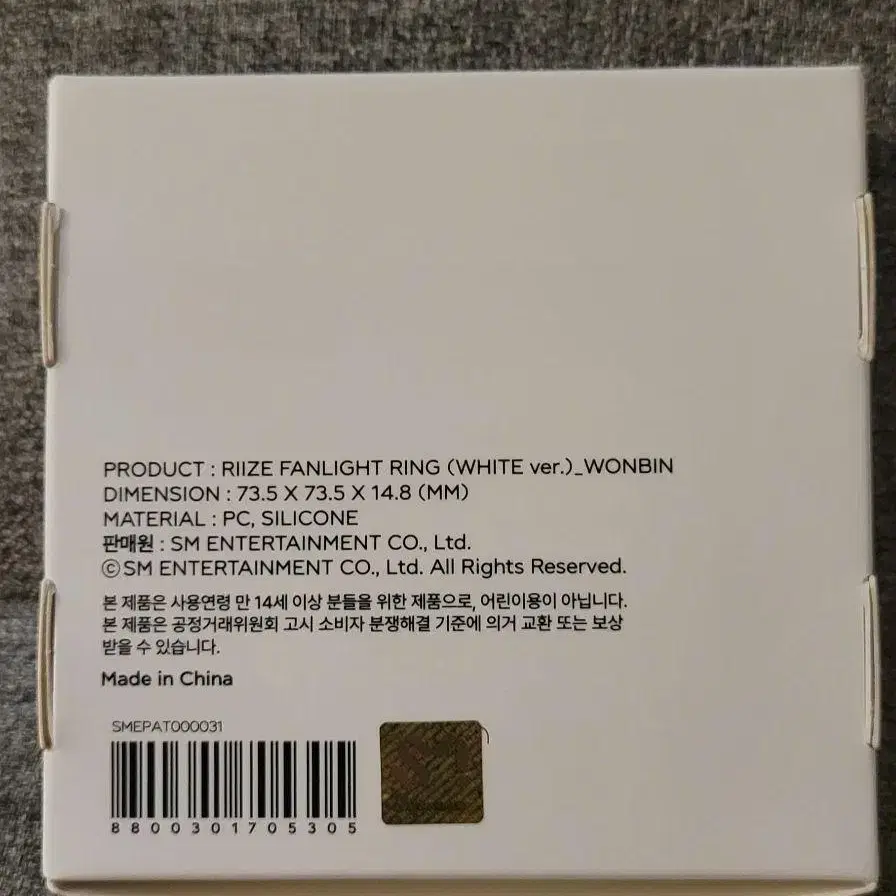 PRODUCT : RIIZE FANLIGHT RING (WHITE ver.)_WONBIN
DIMENSION : 73.5 X 73.5 X 14.8 (MM)
MATERIAL : PC, SILICONE
판매원 : SM ENTERTAINMENT CO., Ltd.
ⓒSM ENTERTAINMENT CO., Ltd. All Rights Reserved.
본 제품은 사용연령 만 14세 이상 분들을 위한 제품으로, 어린이용이 아닙니다.
본 제품은 공정거래위원회 고시 소비자 분쟁해결 기준에 의거 교환 또는 보상
받을 수 있습니다.
Made in China
SMEPAT000031
8800301705305